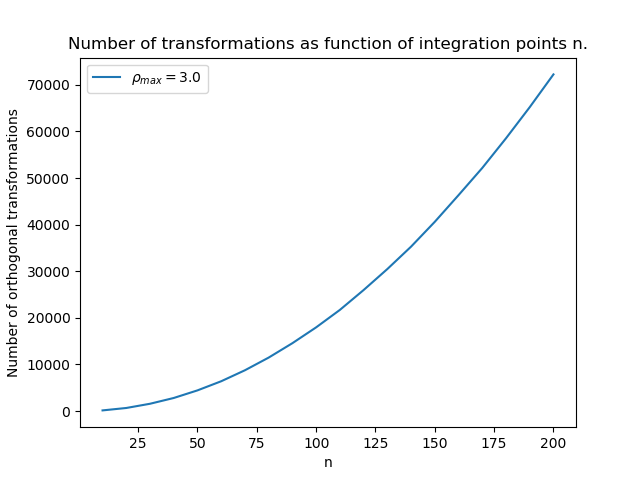 Number of transformations as function of integration points n.
ρmax = 3.0
Number of orthogonal transformations
70000
60000
50000
40000
30000
20000
10000
0
25 50 75 100 125 150 175 200
n